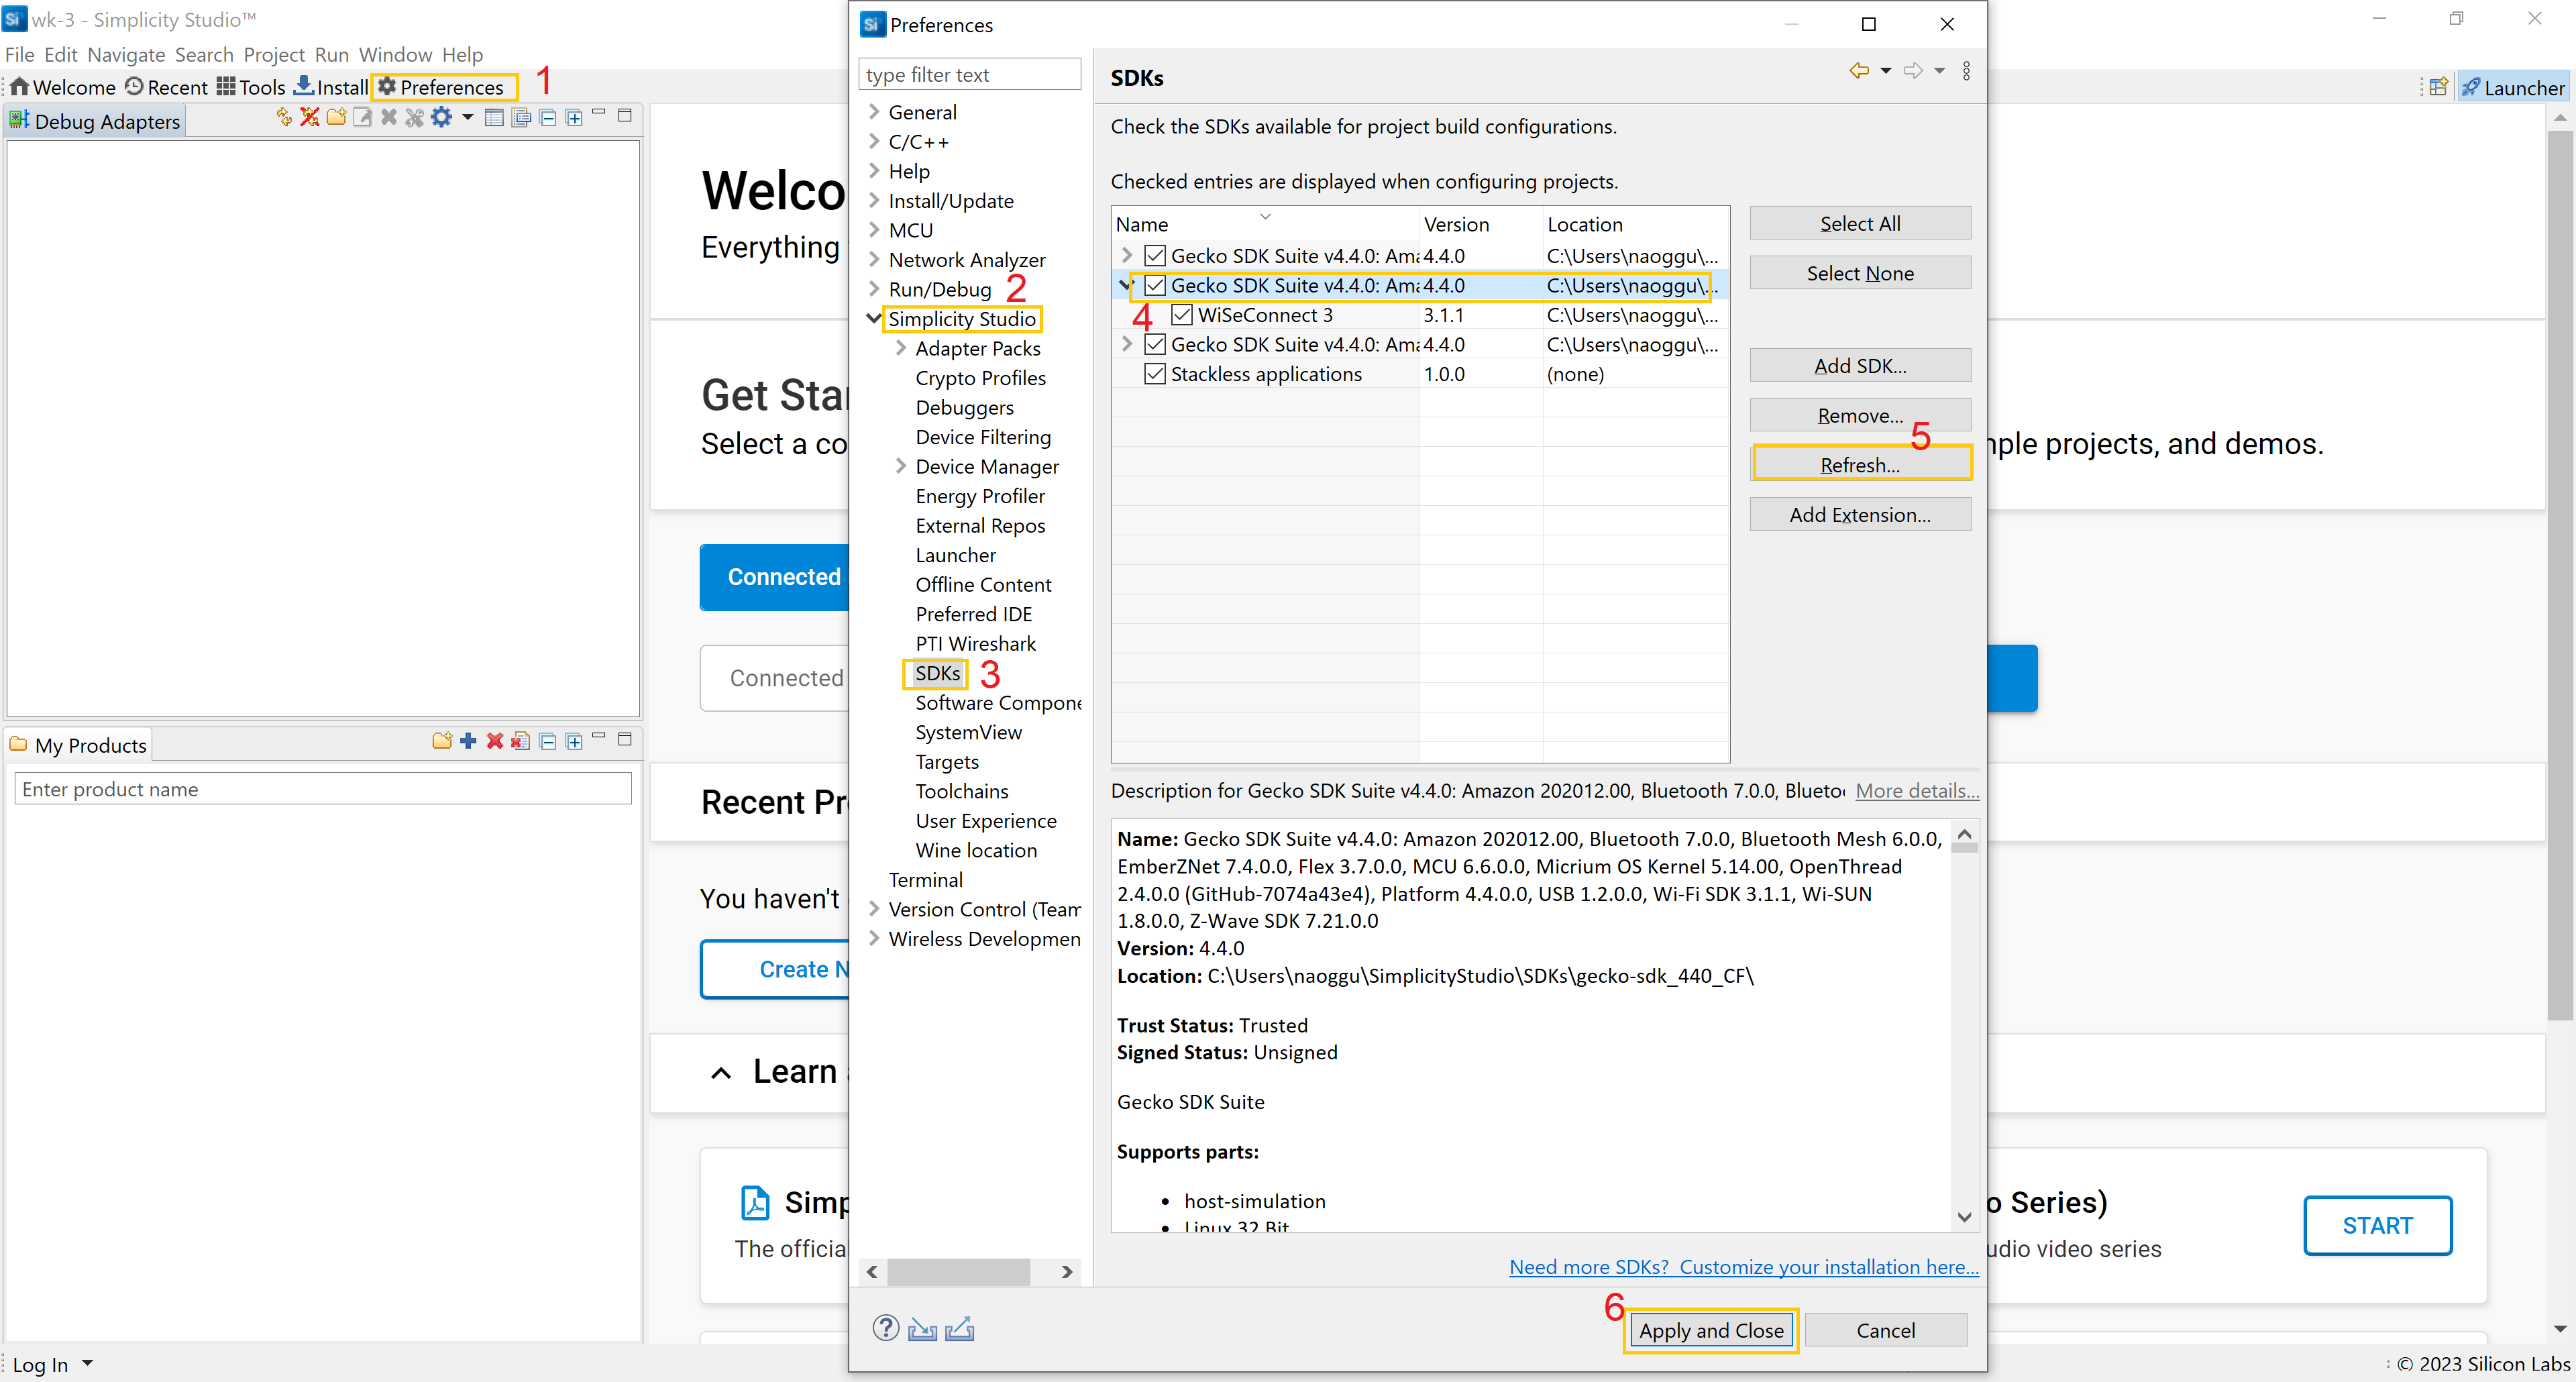 wk-3 - Simplicity Studio™
File Edit Navigate Search Project Run Window Help
Welcome Recent Tools Install Preferences 1
Launcher
Debug Adapters
My Products
Enter product name
Log In
Welco
Everything
Get Star
Select a co
Connected
Connected
Recent Pr
You haven't
Create N
Learn
Simp
The officia
Preferences
type filter text
General
C/C++
Help
Install/Update
MCU
Network Analyzer
Run/Debug 2
Simplicity Studio
Adapter Packs
Crypto Profiles
Debuggers
Device Filtering
Device Manager
Energy Profiler
External Repos
Launcher
Offline Content
Preferred IDE
PTI Wireshark
SDKs 3
Software Compone
SystemView
Targets
Toolchains
User Experience
Wine location
Terminal
Version Control (Team
Wireless Developmen
SDKs
Check the SDKs available for project build configurations.
Checked entries are displayed when configuring projects.
Name Version Location
Gecko SDK Suite v4.4.0: Ama 4.4.0 C:\Users\naoggu\...
Gecko SDK Suite v4.4.0: Ama 4.4.0 C:\Users\naoggu\...
4 WiSeConnect 3 3.1.1 C:\Users\naoggu\...
Gecko SDK Suite v4.4.0: Ama 4.4.0 C:\Users\naoggu\...
Stackless applications 1.0.0 (none)
Select All
Select None
Add SDK...
Remove...
5
Refresh...
Add Extension...
Description for Gecko SDK Suite v4.4.0: Amazon 202012.00, Bluetooth 7.0.0, Blueto More details...
Name: Gecko SDK Suite v4.4.0: Amazon 202012.00, Bluetooth 7.0.0, Bluetooth Mesh 6.0.0,
EmberZNet 7.4.0.0, Flex 3.7.0.0, MCU 6.6.0.0, Micrium OS Kernel 5.14.00, OpenThread
2.4.0.0 (GitHub-7074a43e4), Platform 4.4.0.0, USB 1.2.0.0, Wi-Fi SDK 3.1.1, Wi-SUN
1.8.0.0, Z-Wave SDK 7.21.0.0
Version: 4.4.0
Location: C:\Users\naoggu\SimplicityStudio\SDKs\gecko-sdk_440_CF\
Trust Status: Trusted
Signed Status: Unsigned
Gecko SDK Suite
Supports parts:
• host-simulation
• Linux 32 Bit
Need more SDKs? Customize your installation here...
6
Apply and Close
Cancel
nple projects, and demos.
o Series)
udio video series
START
© 2023 Silicon Labs